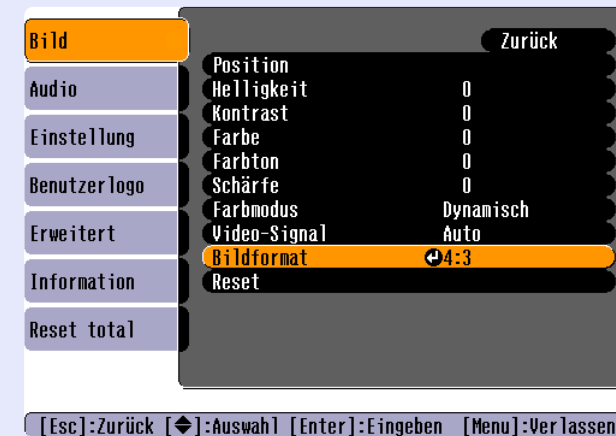 Bild
Audio
Einstellung
Benutzerlogo
Erweitert
Information
Reset total
Zurück
Position
Helligkeit 0
Kontrast 0
Farbe 0
Farbton 0
Schärfe 0
Farbmodus Dynamisch
Video-Signal Auto
Bildformat 4:3
Reset
[Esc]:Zurück [◆]:Auswahl [Enter]:Eingeben [Menu]:Verlassen